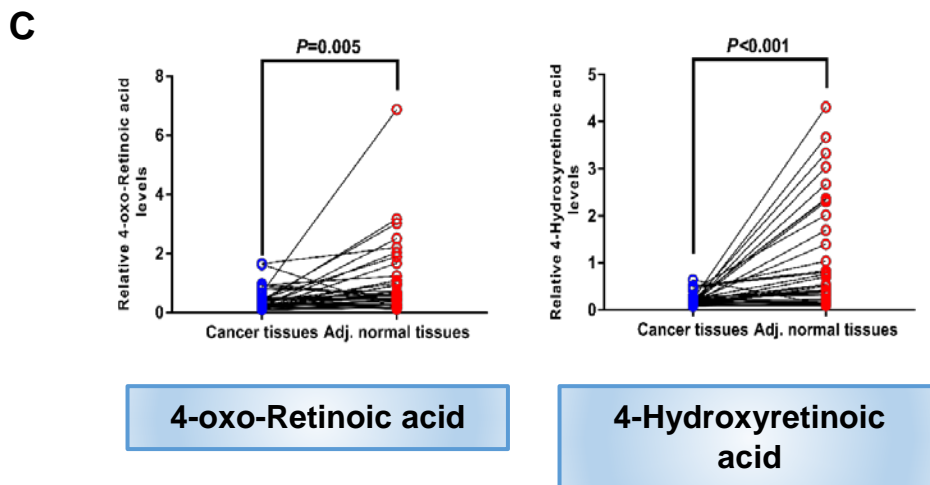 C
P=0.005
Relative 4-oxo-Retinoic acid
levels
8
6
4
2
0
Cancer tissues Adj. normal tissues
4-oxo-Retinoic acid
P<0.001
Relative 4-Hydroxyretinoic acid
levels
5
4
3
2
1
0
Cancer tissues Adj. normal tissues
4-Hydroxyretinoic
acid